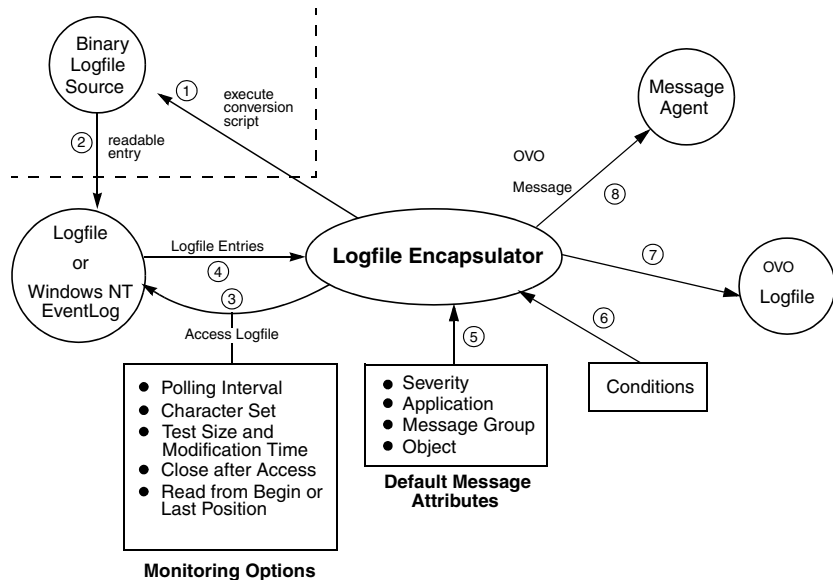 Binary
Logfile
Source
1
execute
conversion
script
2
readable
entry
Message
Agent
OVO
Message
8
Logfile
or
Windows NT
EventLog
Logfile Entries
4
3
Access Logfile
Logfile Encapsulator
7
OVO
Logfile
5
6
Polling Interval
Character Set
Test Size and
Modification Time
Close after Access
Read from Begin or
Last Position
Monitoring Options
Severity
Application
Message Group
Object
Default Message
Attributes
Conditions